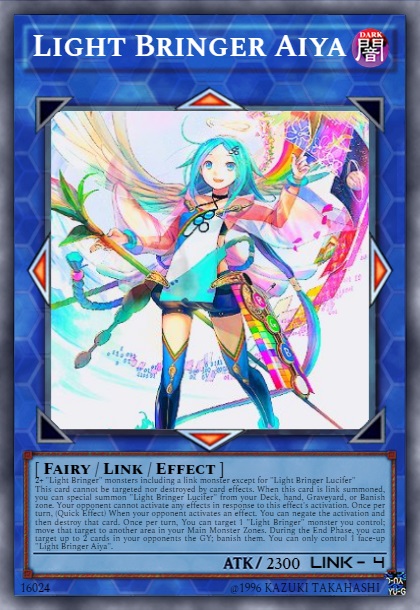 LIGHT BRINGER AIYA
DARK
闇
[ FAIRY / LINK / EFFECT ]
2+ "Light Bringer" monsters including a link monster except for "Light Bringer Lucifer"
This card cannot be targeted nor destroyed by card effects. When this card is link summoned,
you can special summon "Light Bringer Lucifer" from your Deck, hand, Graveyard, or Banish
zone. Your opponent cannot activate any effects in response to this effect's activation. Once per
turn, (Quick Effect) When your opponent activates an effect. You can negate the activation and
then destroy that card. Once per turn, You can target 1 "Light Bringer" monster you control;
move that target to another area in your Main Monster Zones. During the End Phase, you can
target up to 2 cards in your opponents the GY; banish them. You can only control 1 face-up
"Light Bringer Aiya".
ATK / 2300 LINK - 4
16024 ©1996 KAZUKI TAKAHASHI